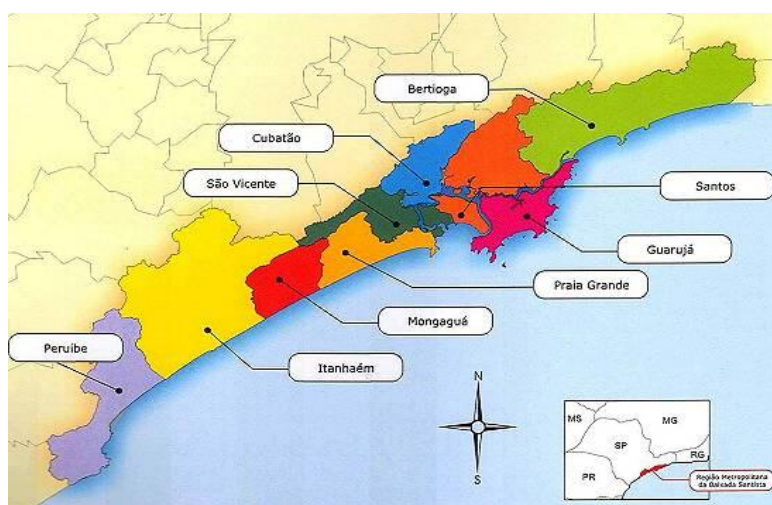 Bertioga
Cubatão
São Vicente
Santos
Guarujá
Praia Grande
Mongaguá
Peruíbe
Itanhaém
N
S
MS
MG
SP
RG
PR
Região Metropolitana
da Baixada Santista